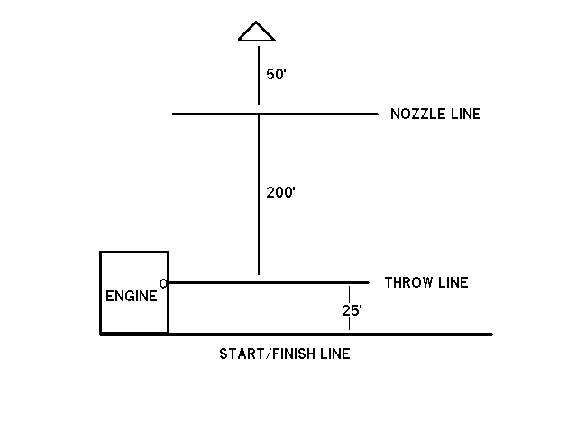 50'
NOZZLE LINE
200'
ENGINE
THROW LINE
25'
START/FINISH LINE